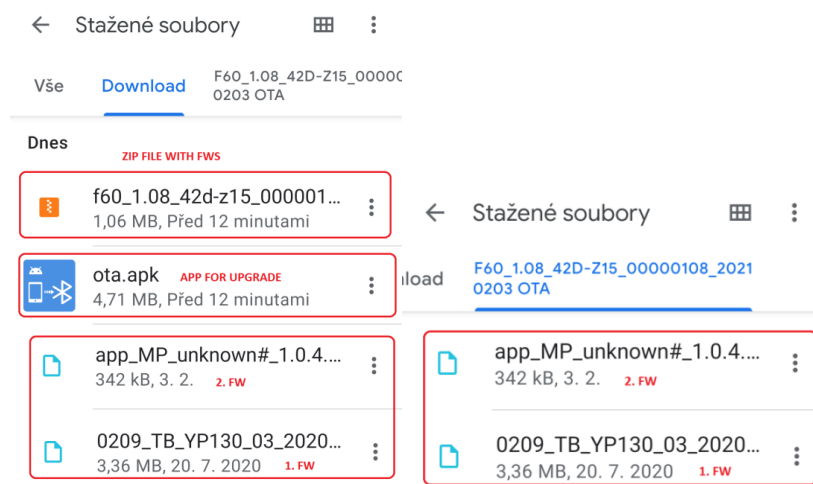 Stažené soubory
Vše
Download
F60_1.08_42D-Z15_0000
0203 OTA
Dnes
ZIP FILE WITH FWS
f60_1.08_42d-z15_000001...
1,06 MB, Před 12 minutami
ota.apk
APP FOR UPGRADE
4,71 MB, Před 12 minutami
app_MP_unknown#_1.0.4....
342 kB, 3. 2.
2. FW
0209_TB_YP130_03_2020...
3,36 MB, 20. 7. 2020
1. FW
Stažené soubory
load
F60_1.08_42D-Z15_00000108_2021
0203 OTA
app_MP_unknown#_1.0.4....
342 kB, 3. 2.
2. FW
0209_TB_YP130_03_2020...
3,36 MB, 20. 7. 2020
1. FW